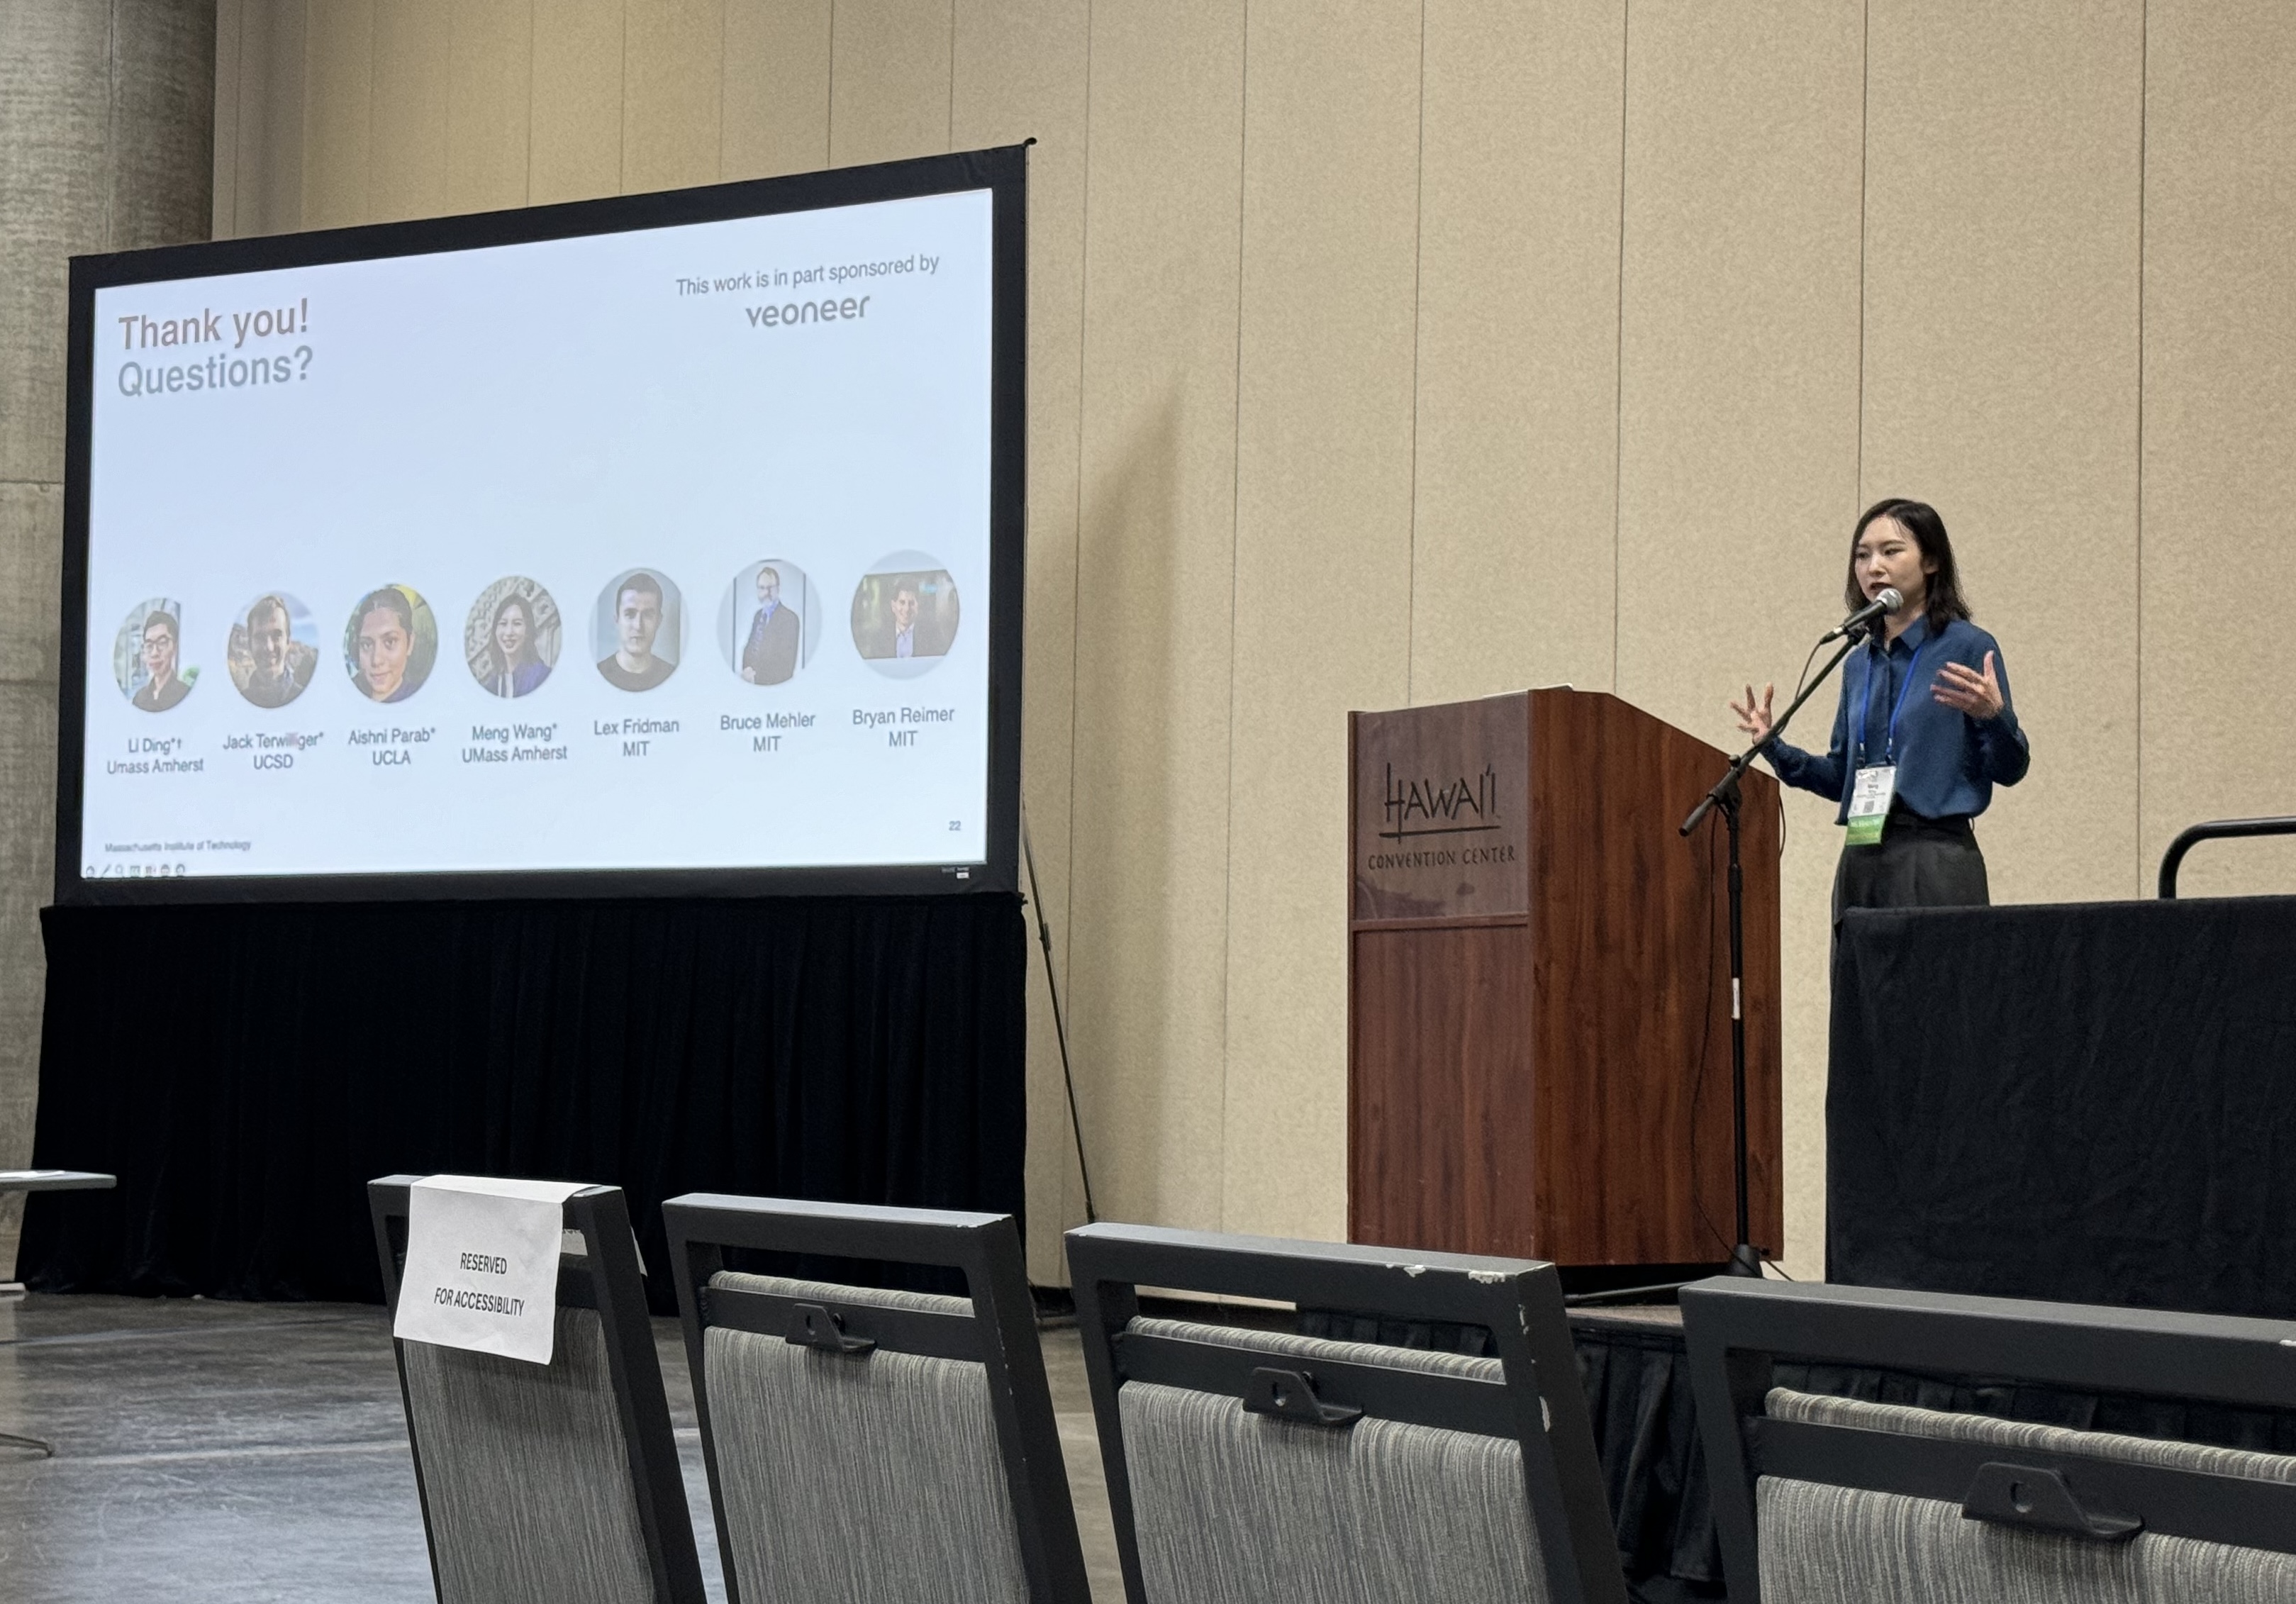 Thank you!
Questions?
This work is in part sponsored by
veoneer
Li Ding*†
Umass Amherst
Jack Terwilliger*
UCSD
Aishni Parab*
UCLA
Meng Wang*
UMass Amherst
Lex Fridman
MIT
Bruce Mehler
MIT
Bryan Reimer
MIT
22
Massachusetts Institute of Technology
HAWAI'I
CONVENTION CENTER
RESERVED
FOR ACCESSIBILITY